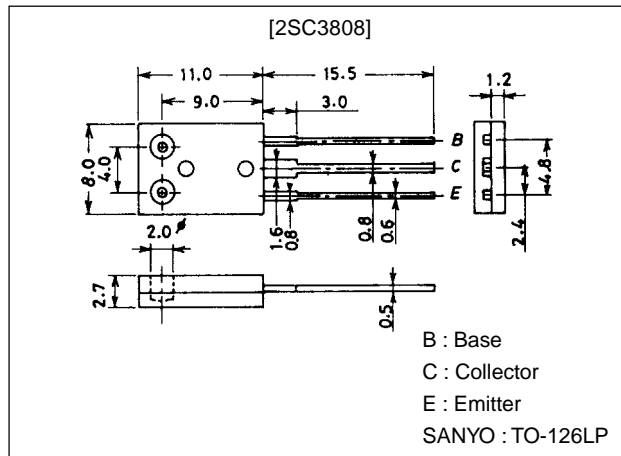 [2SC3808]
11.0
15.5
1.2
9.0
3.0
8.0
4.0
B
C
E
4.8
2.4
1.6
0.8
0.8
0.6
2.0 ø
2.7
0.5
B : Base
C : Collector
E : Emitter
SANYO : TO-126LP